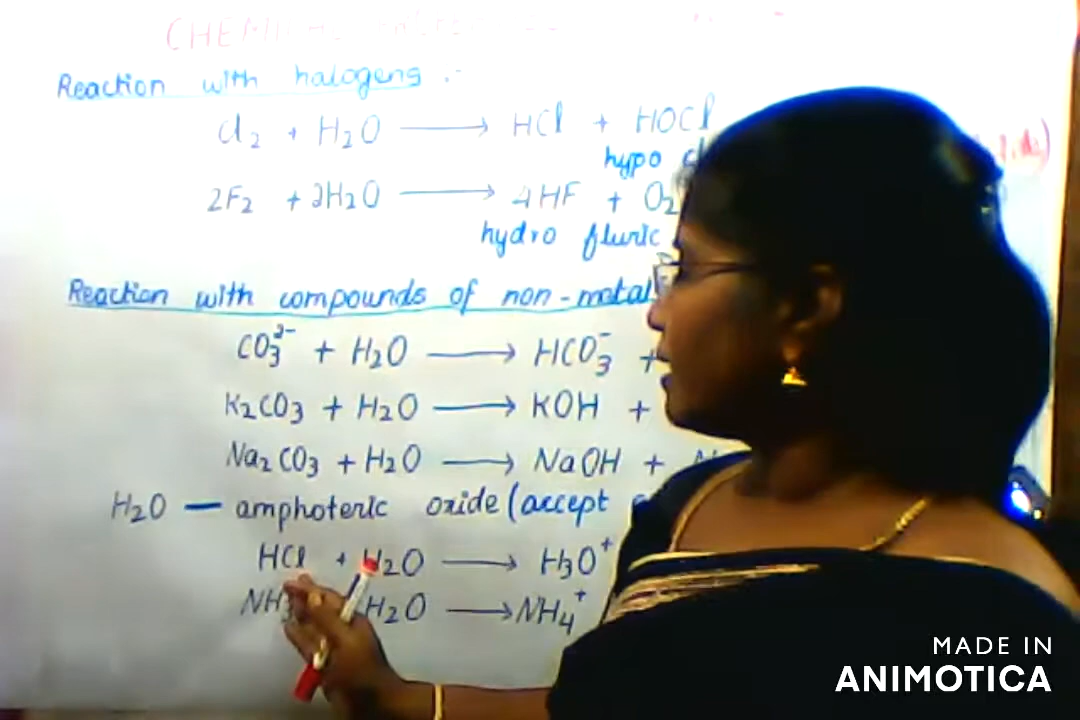 Reaction with halogens :-
Cl2 + H2O ⟶ HCl + HOCl
hypo
2F2 + 2H2O ⟶ 4HF + O2
hydro fluric
Reaction with compounds of non-metal
CO3²⁻ + H2O ⟶ HCO3⁻ +
K2CO3 + H2O ⟶ KOH +
Na2CO3 + H2O ⟶ NaOH +
H2O — amphoteric oxide (accept
HCl + H2O ⟶ H3O⁺
NH3 H2O ⟶ NH4⁺
MADE IN
ANIMOTICA